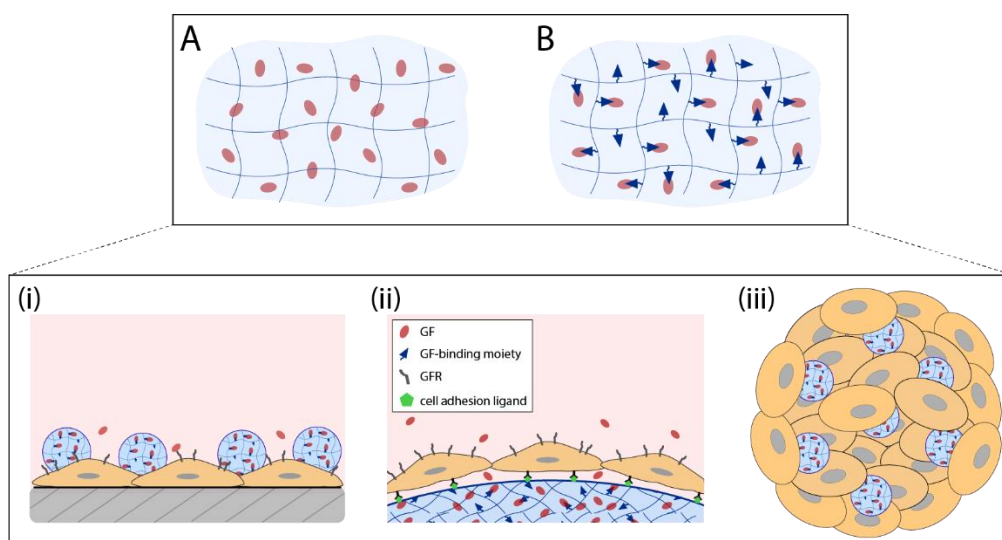 A
B
(i)
(ii)
(iii)
GF
GF-binding moiety
GFR
cell adhesion ligand